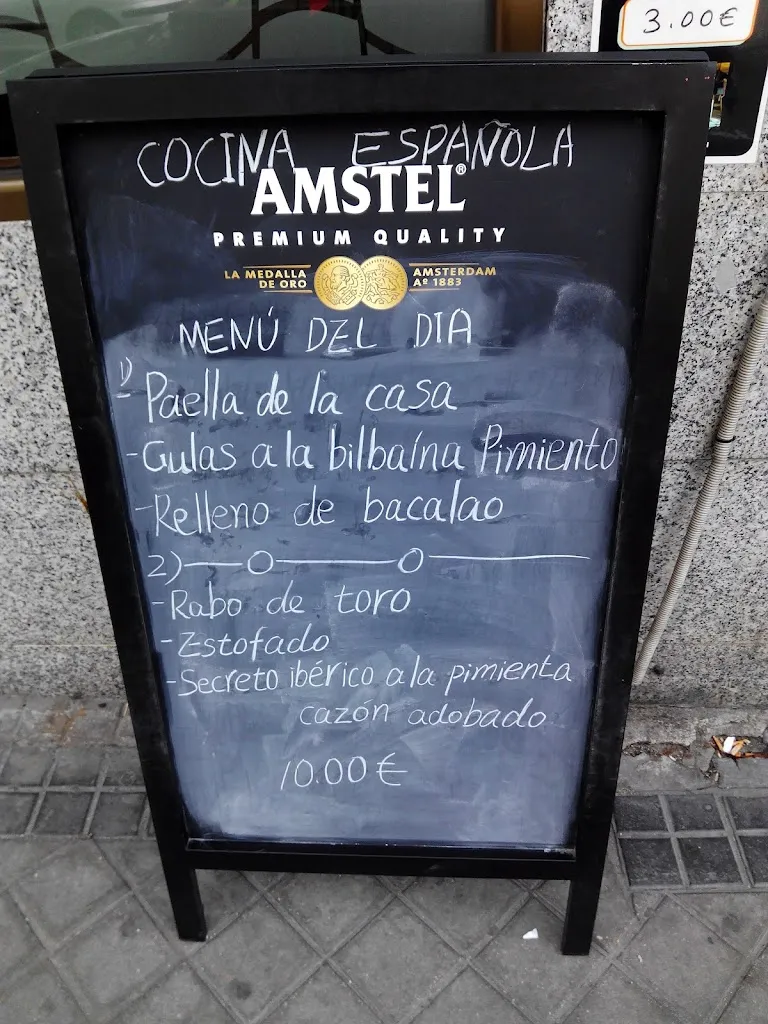 3.00€
COCINA ESPAÑOLA
AMSTEL®
PREMIUM QUALITY
LA MEDALLA DE ORO
AMSTERDAM Aº 1883
MENÚ DEL DIA
1)
- Paella de la casa
- Gulas a la bilbaína Pimiento
- Relleno de bacalao
2)
- Rabo de toro
- Estofado
- Secreto ibérico a la pimienta
cazón adobado
10.00€